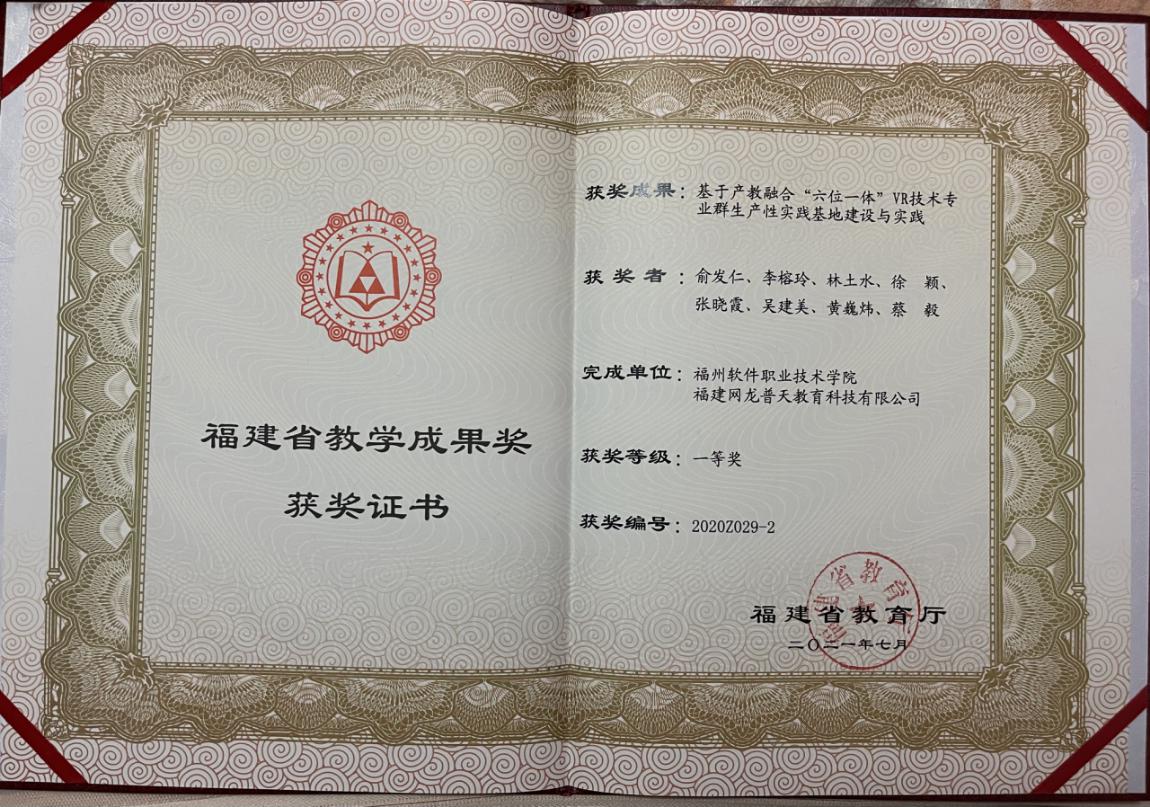 福建省教学成果奖
获奖证书
获奖成果：基于产教融合“六位一体”VR技术专
业群生产性实践基地建设与实践
获奖者：俞发仁、李榕玲、林土水、徐　颖、
张晓霞、吴建美、黄巍炜、蔡　毅
完成单位：福州软件职业技术学院
福建网龙普天教育科技有限公司
获奖等级：一等奖
获奖编号：2020Z029-2
福建省教育厅
二〇二一年七月
福建省教育厅